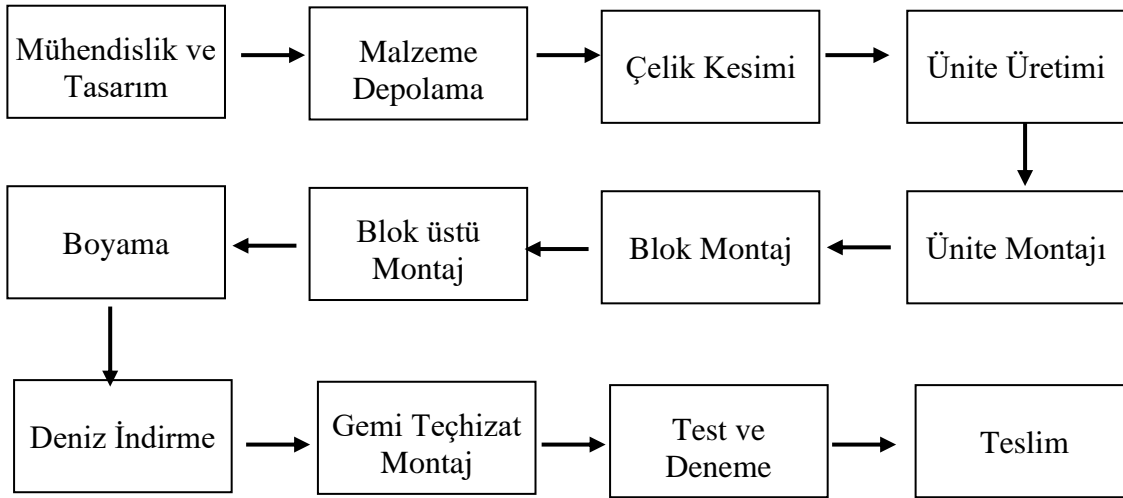 Mühendislik ve
Tasarım
Malzeme
Depolama
Çelik Kesimi
Ünite Üretimi
Ünite Montajı
Blok Montaj
Blok üstü
Montaj
Boyama
Deniz İndirme
Gemi Teçhizat
Montaj
Test ve
Deneme
Teslim